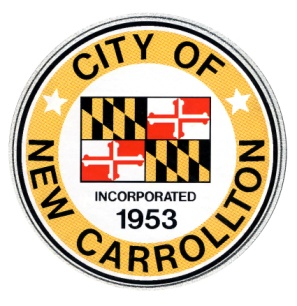 CITY OF
INCORPORATED
1953
NEW CARROLLTON